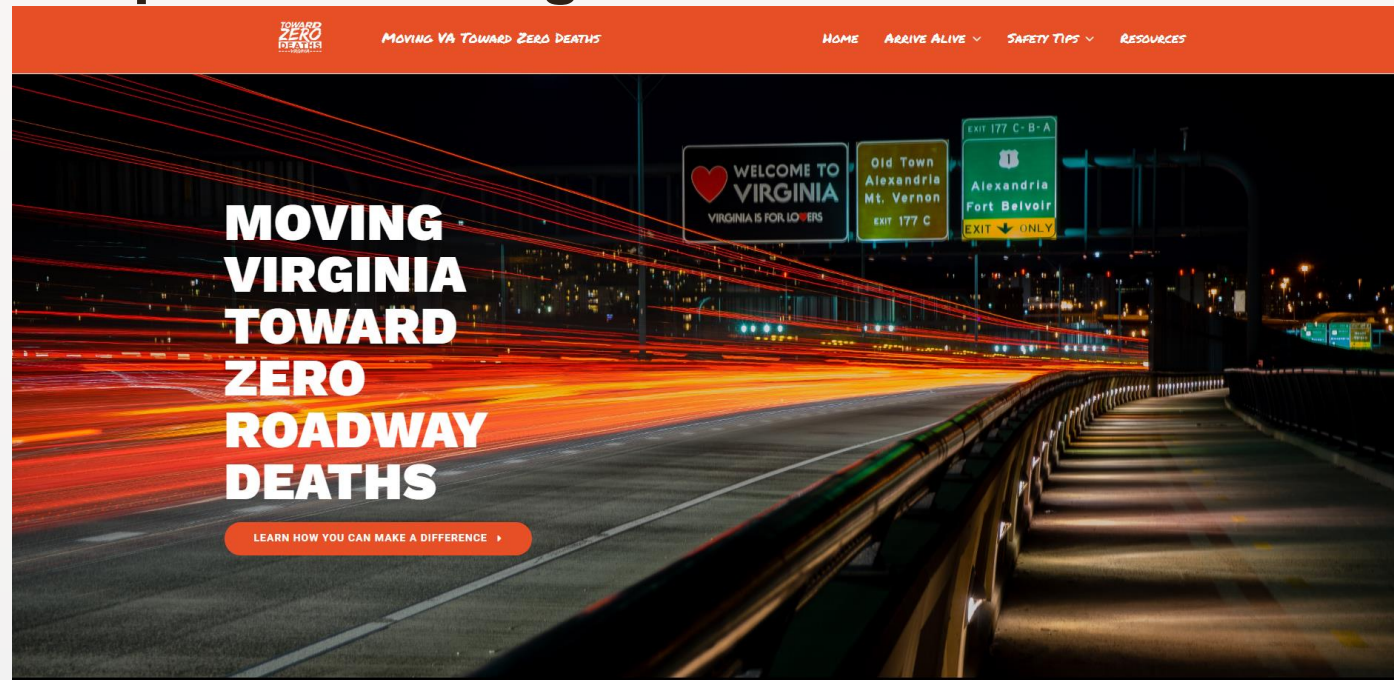 TOWARD
ZERO
DEATHS
VIRGINIA
Moving VA Toward Zero Deaths
Home Arrive Alive Safety Tips Resources
EXIT 177 C-B-A
1
Alexandria
Fort Belvoir
EXIT ONLY
Old Town
Alexandria
Mt. Vernon
EXIT 177 C
WELCOME TO
VIRGINIA
VIRGINIA IS FOR LOVERS
MOVING
VIRGINIA
TOWARD
ZERO
ROADWAY
DEATHS
LEARN HOW YOU CAN MAKE A DIFFERENCE